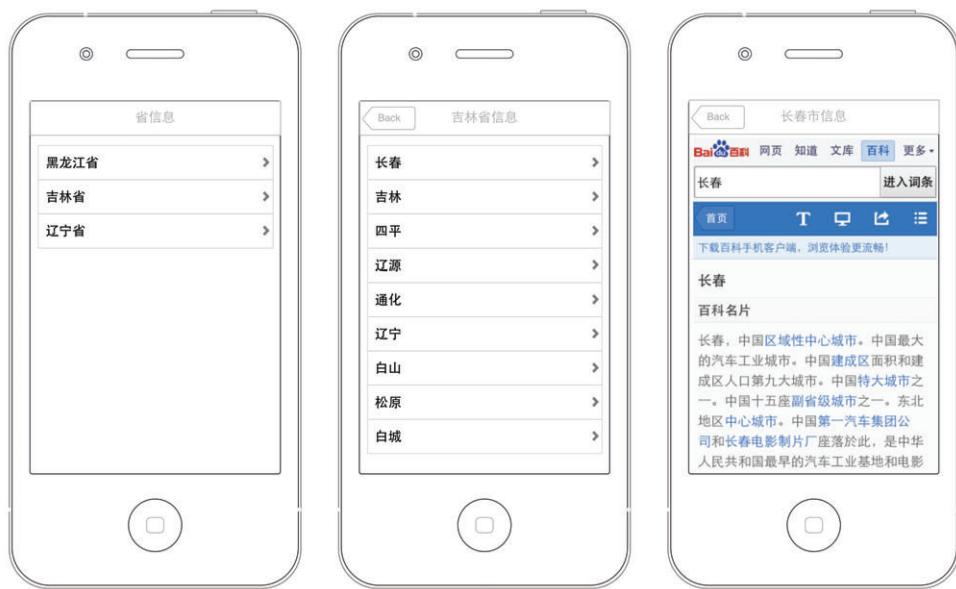 省信息
黑龙江省
吉林省
辽宁省
Back 吉林省信息
长春
吉林
四平
辽源
通化
辽宁
白山
松原
白城
Back 长春市信息
Bai du 百科 网页 知道 文库 百科 更多
长春 进入词条
首页 T
下载百科手机客户端，浏览体验更流畅!
长春
百科名片
长春，中国区域性中心城市。中国最大
的汽车工业城市。中国建成区面积和建
成区人口第九大城市。中国特大城市之
一。中国十五座副省级城市之一。东北
地区中心城市。中国第一汽车集团公
司和长春电影制片厂座落於此，是中华
人民共和国最早的汽车工业基地和电影